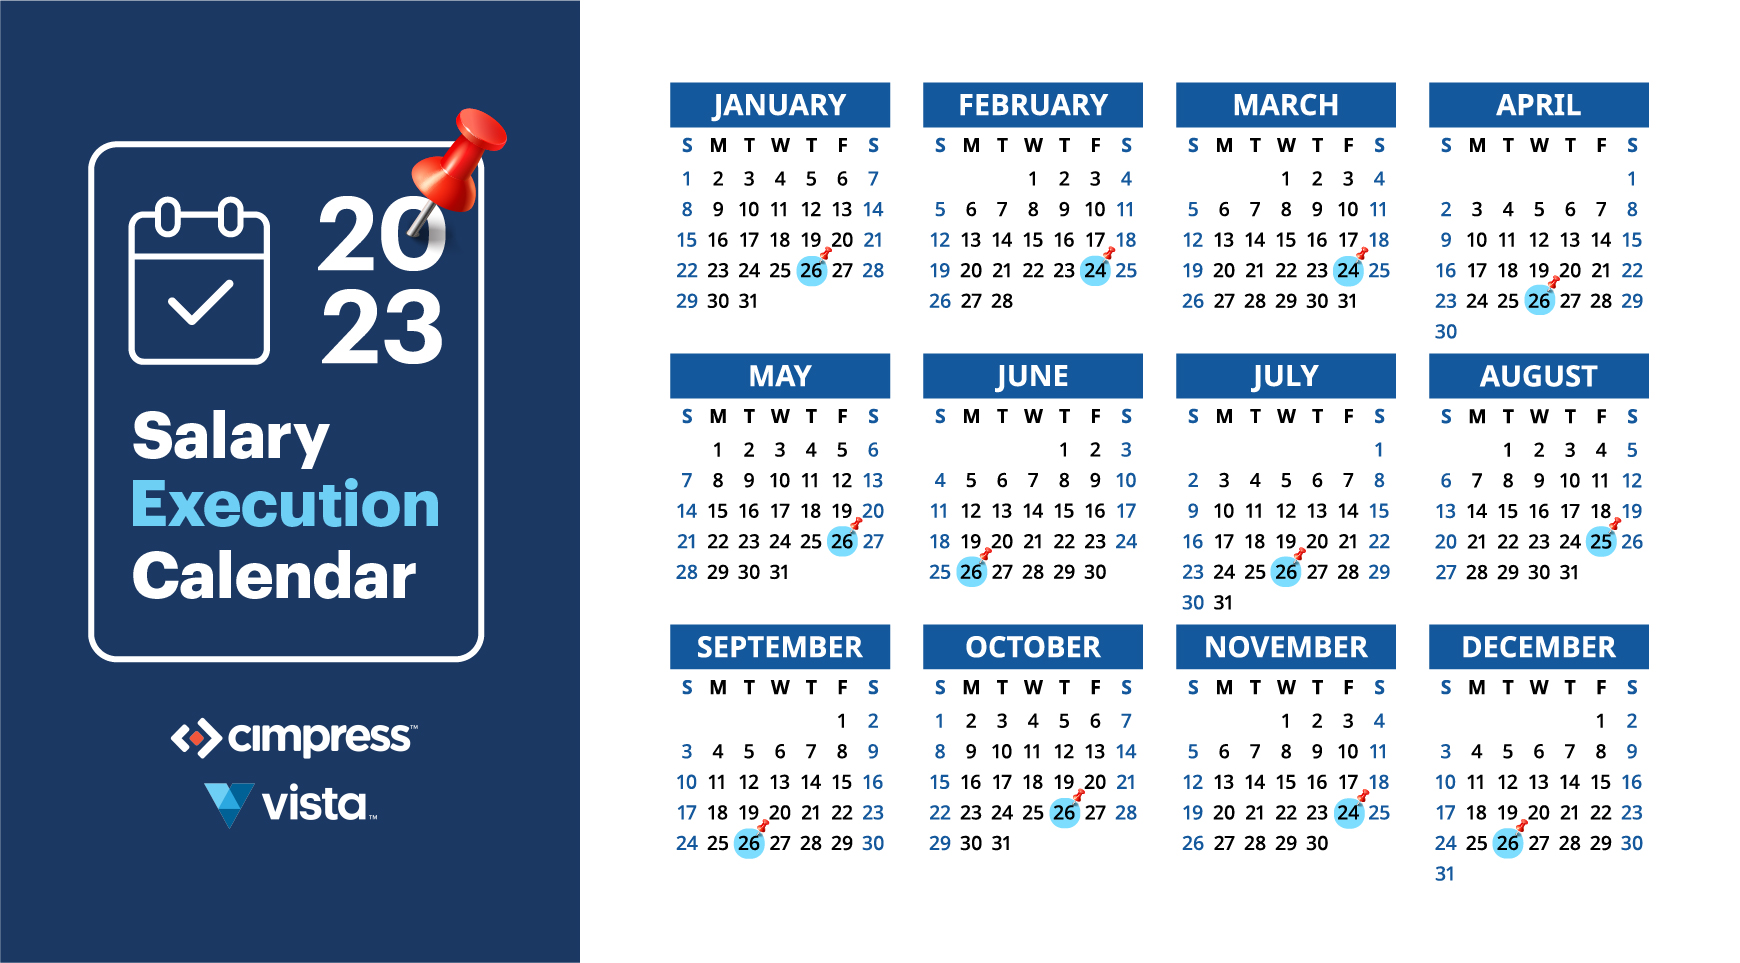 20
23
Salary
Execution
Calendar
cimpress™
vista™
JANUARY
S M T W T F S
1 2 3 4 5 6 7
8 9 10 11 12 13 14
15 16 17 18 19 20 21
22 23 24 25 26 27 28
29 30 31
FEBRUARY
S M T W T F S
1 2 3 4
5 6 7 8 9 10 11
12 13 14 15 16 17 18
19 20 21 22 23 24 25
26 27 28
MARCH
S M T W T F S
1 2 3 4
5 6 7 8 9 10 11
12 13 14 15 16 17 18
19 20 21 22 23 24 25
26 27 28 29 30 31
APRIL
S M T W T F S
1
2 3 4 5 6 7 8
9 10 11 12 13 14 15
16 17 18 19 20 21 22
23 24 25 26 27 28 29
30
MAY
S M T W T F S
1 2 3 4 5 6
7 8 9 10 11 12 13
14 15 16 17 18 19 20
21 22 23 24 25 26 27
28 29 30 31
JUNE
S M T W T F S
1 2 3
4 5 6 7 8 9 10
11 12 13 14 15 16 17
18 19 20 21 22 23 24
25 26 27 28 29 30
JULY
S M T W T F S
1
2 3 4 5 6 7 8
9 10 11 12 13 14 15
16 17 18 19 20 21 22
23 24 25 26 27 28 29
30 31
AUGUST
S M T W T F S
1 2 3 4 5
6 7 8 9 10 11 12
13 14 15 16 17 18 19
20 21 22 23 24 25 26
27 28 29 30 31
SEPTEMBER
S M T W T F S
1 2
3 4 5 6 7 8 9
10 11 12 13 14 15 16
17 18 19 20 21 22 23
24 25 26 27 28 29 30
OCTOBER
S M T W T F S
1 2 3 4 5 6 7
8 9 10 11 12 13 14
15 16 17 18 19 20 21
22 23 24 25 26 27 28
29 30 31
NOVEMBER
S M T W T F S
1 2 3 4
5 6 7 8 9 10 11
12 13 14 15 16 17 18
19 20 21 22 23 24 25
26 27 28 29 30
DECEMBER
S M T W T F S
1 2
3 4 5 6 7 8 9
10 11 12 13 14 15 16
17 18 19 20 21 22 23
24 25 26 27 28 29 30
31